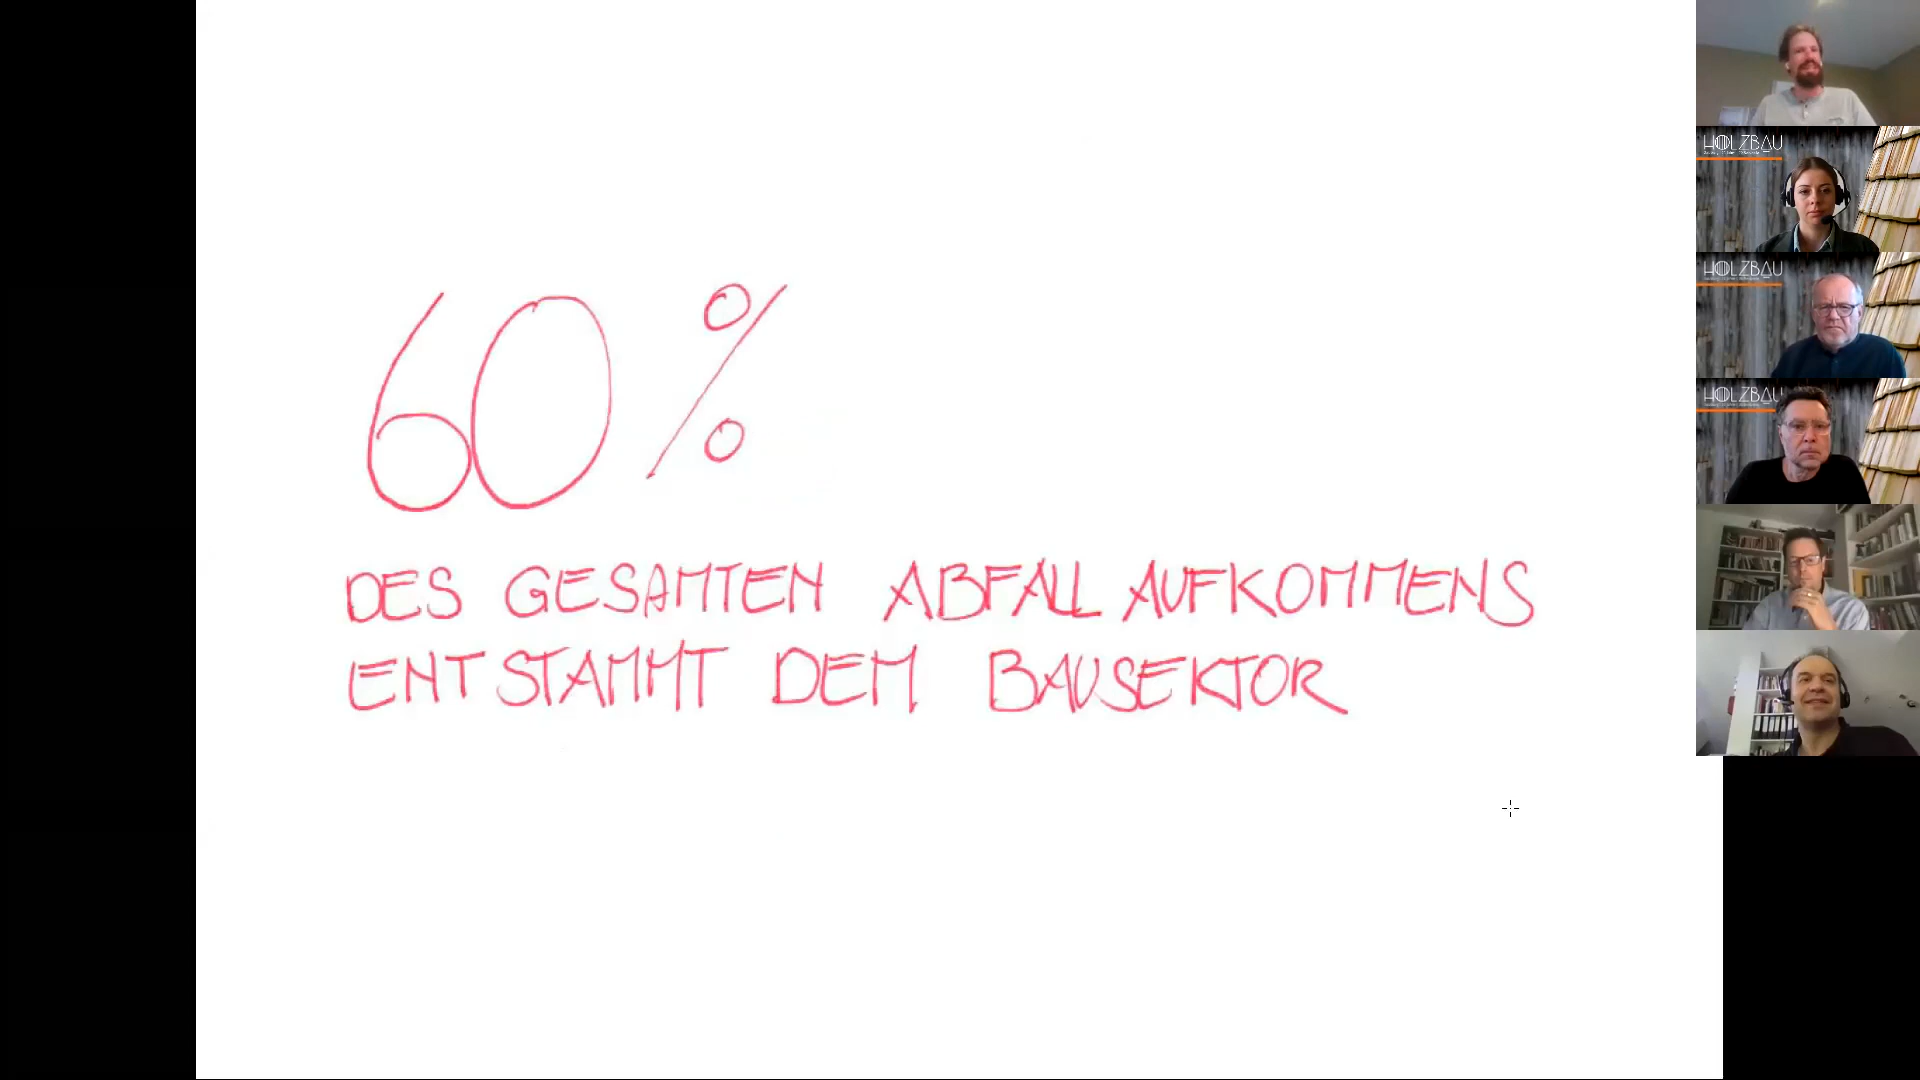 60 %
DES GESAMTEN ABFALLAUFKOMMENS
ENTSTAMMT DEM BAUSEKTOR
HOLZBAU
HOLZBAU
HOLZBAU